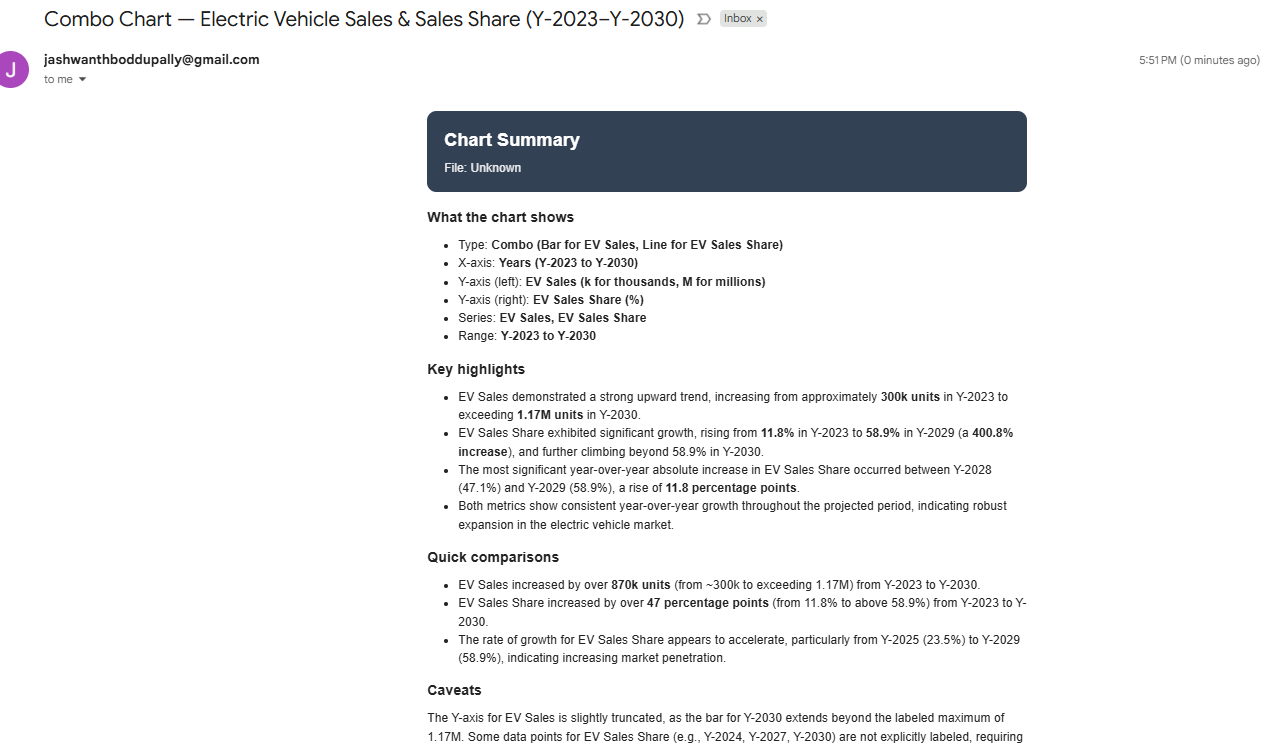 Combo Chart — Electric Vehicle Sales & Sales Share (Y-2023–Y-2030) Inbox ×
J
jashwanthboddupally@gmail.com 5:51 PM (0 minutes ago)
to me
Chart Summary
File: Unknown
What the chart shows
• Type: Combo (Bar for EV Sales, Line for EV Sales Share)
• X-axis: Years (Y-2023 to Y-2030)
• Y-axis (left): EV Sales (k for thousands, M for millions)
• Y-axis (right): EV Sales Share (%)
• Series: EV Sales, EV Sales Share
• Range: Y-2023 to Y-2030
Key highlights
• EV Sales demonstrated a strong upward trend, increasing from approximately 300k units in Y-2023 to
exceeding 1.17M units in Y-2030.
• EV Sales Share exhibited significant growth, rising from 11.8% in Y-2023 to 58.9% in Y-2029 (a 400.8%
increase), and further climbing beyond 58.9% in Y-2030.
• The most significant year-over-year absolute increase in EV Sales Share occurred between Y-2028
(47.1%) and Y-2029 (58.9%), a rise of 11.8 percentage points.
• Both metrics show consistent year-over-year growth throughout the projected period, indicating robust
expansion in the electric vehicle market.
Quick comparisons
• EV Sales increased by over 870k units (from ~300k to exceeding 1.17M) from Y-2023 to Y-2030.
• EV Sales Share increased by over 47 percentage points (from 11.8% to above 58.9%) from Y-2023 to Y-
2030.
• The rate of growth for EV Sales Share appears to accelerate, particularly from Y-2025 (23.5%) to Y-2029
(58.9%), indicating increasing market penetration.
Caveats
The Y-axis for EV Sales is slightly truncated, as the bar for Y-2030 extends beyond the labeled maximum of
1.17M. Some data points for EV Sales Share (e.g., Y-2024, Y-2027, Y-2030) are not explicitly labeled, requiring